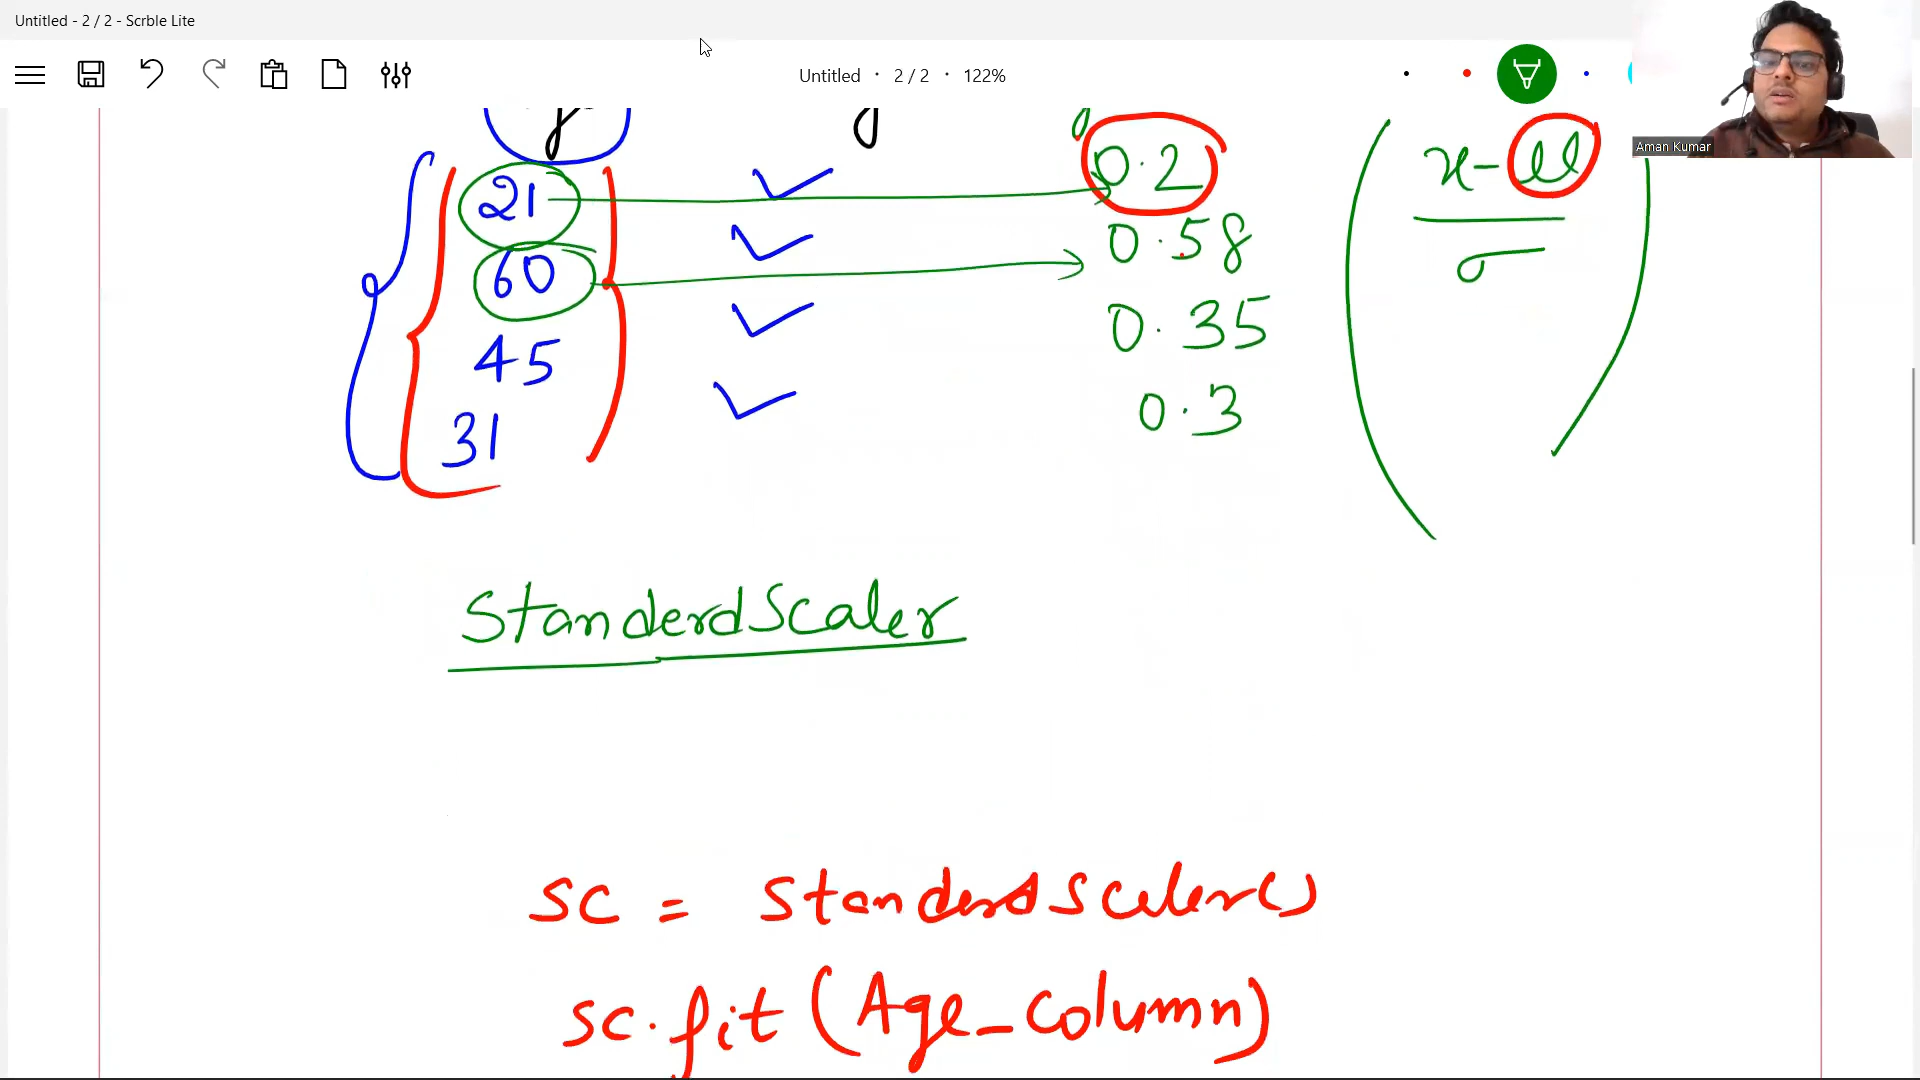 Untitled - 2 / 2 - Scrble Lite
Untitled • 2 / 2 • 122%
Aman Kumar
21 0.2
60 0.58
45 0.35
31 0.3
x-μ
σ
StanderdScaler
sc = StanderdScaler()
sc.fit (Age_Column)